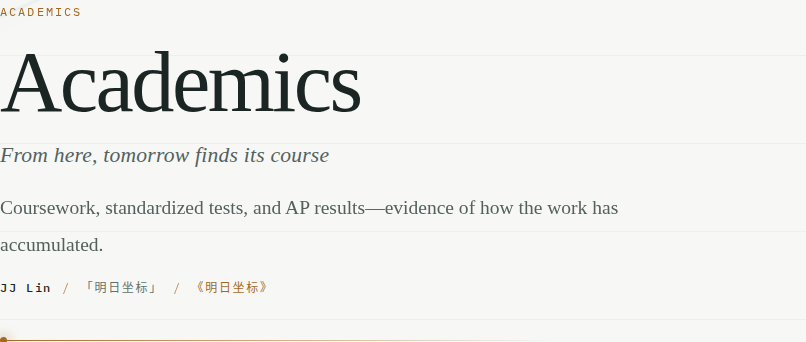 ACADEMICS
Academics
From here, tomorrow finds its course
Coursework, standardized tests, and AP results—evidence of how the work has
accumulated.
JJ Lin / 「明日坐标」 / 《明日坐标》